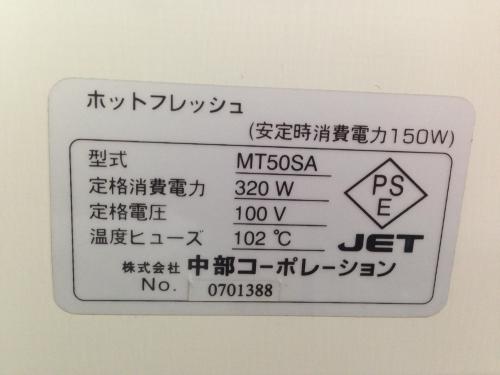 ホットフレッシュ
(安定時消費電力150W)
型式 MT50SA
定格消費電力 320 W
定格電圧 100 V
温度ヒューズ 102 ℃
PS
E
JET
株式会社 中部コーポレーション
No. 0701388